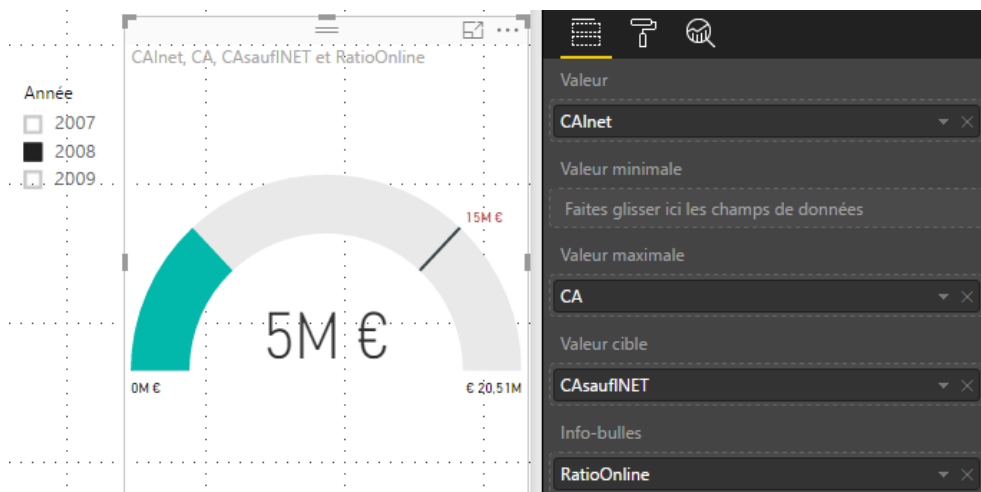 CAInet, CA, CAsaufINET et RatioOnline
Année
2007
2008
2009
15M €
5M €
0M €
€ 20,51M
Valeur
CAInet
Valeur minimale
Faites glisser ici les champs de données
Valeur maximale
CA
Valeur cible
CAsaufINET
Info-bulles
RatioOnline